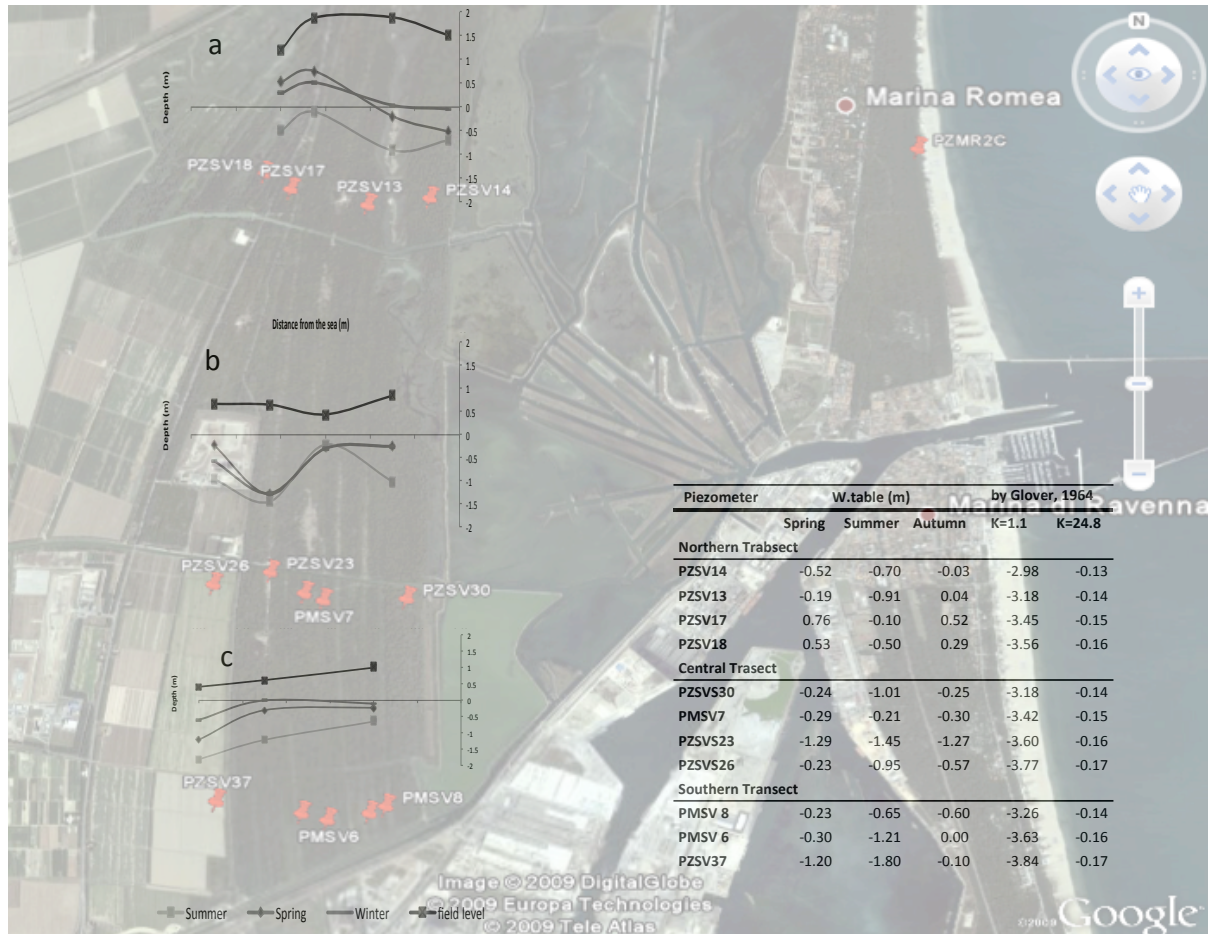 a
Depth (m)
2
1.5
1
0.5
0
-0.5
-1
-1.5
-2
PZSV18
PZSV17
PZSV13
PZSV14
N
Marina Romea
PZMR2C
Distance from the sea (m)
b
Depth (m)
2
1.5
1
0.5
0
-0.5
-1
-1.5
-2
PZSV26
PZSV23
PMSV7
PZSV30
c
Depth (m)
2
1.5
1
0.5
0
-0.5
-1
-1.5
-2
PZSV37
PMSV8
PMSV6
Marina di Ravenna
Piezometer W.table (m) by Glover, 1964
Spring Summer Autumn K=1.1 K=24.8
Northern Trabsect
PZSV14 -0.52 -0.70 -0.03 -2.98 -0.13
PZSV13 -0.19 -0.91 0.04 -3.18 -0.14
PZSV17 0.76 -0.10 0.52 -3.45 -0.15
PZSV18 0.53 -0.50 0.29 -3.56 -0.16
Central Trasect
PZSVS30 -0.24 -1.01 -0.25 -3.18 -0.14
PMSV7 -0.29 -0.21 -0.30 -3.42 -0.15
PZSVS23 -1.29 -1.45 -1.27 -3.60 -0.16
PZSVS26 -0.23 -0.95 -0.57 -3.77 -0.17
Southern Transect
PMSV 8 -0.23 -0.65 -0.60 -3.26 -0.14
PMSV 6 -0.30 -1.21 0.00 -3.63 -0.16
PZSV37 -1.20 -1.80 -0.10 -3.84 -0.17
Image © 2009 DigitalGlobe
© 2009 Europa Technologies
© 2009 Tele Atlas
Summer Spring Winter field level
©2009 Google